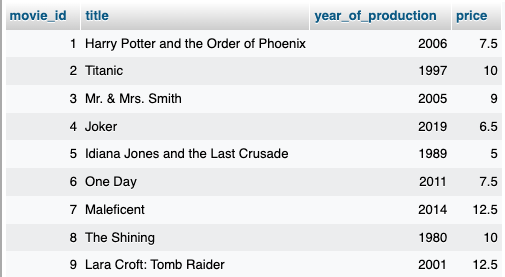 movie_id title year_of_production price
1 Harry Potter and the Order of Phoenix 2006 7.5
2 Titanic 1997 10
3 Mr. & Mrs. Smith 2005 9
4 Joker 2019 6.5
5 Idiana Jones and the Last Crusade 1989 5
6 One Day 2011 7.5
7 Maleficent 2014 12.5
8 The Shining 1980 10
9 Lara Croft: Tomb Raider 2001 12.5